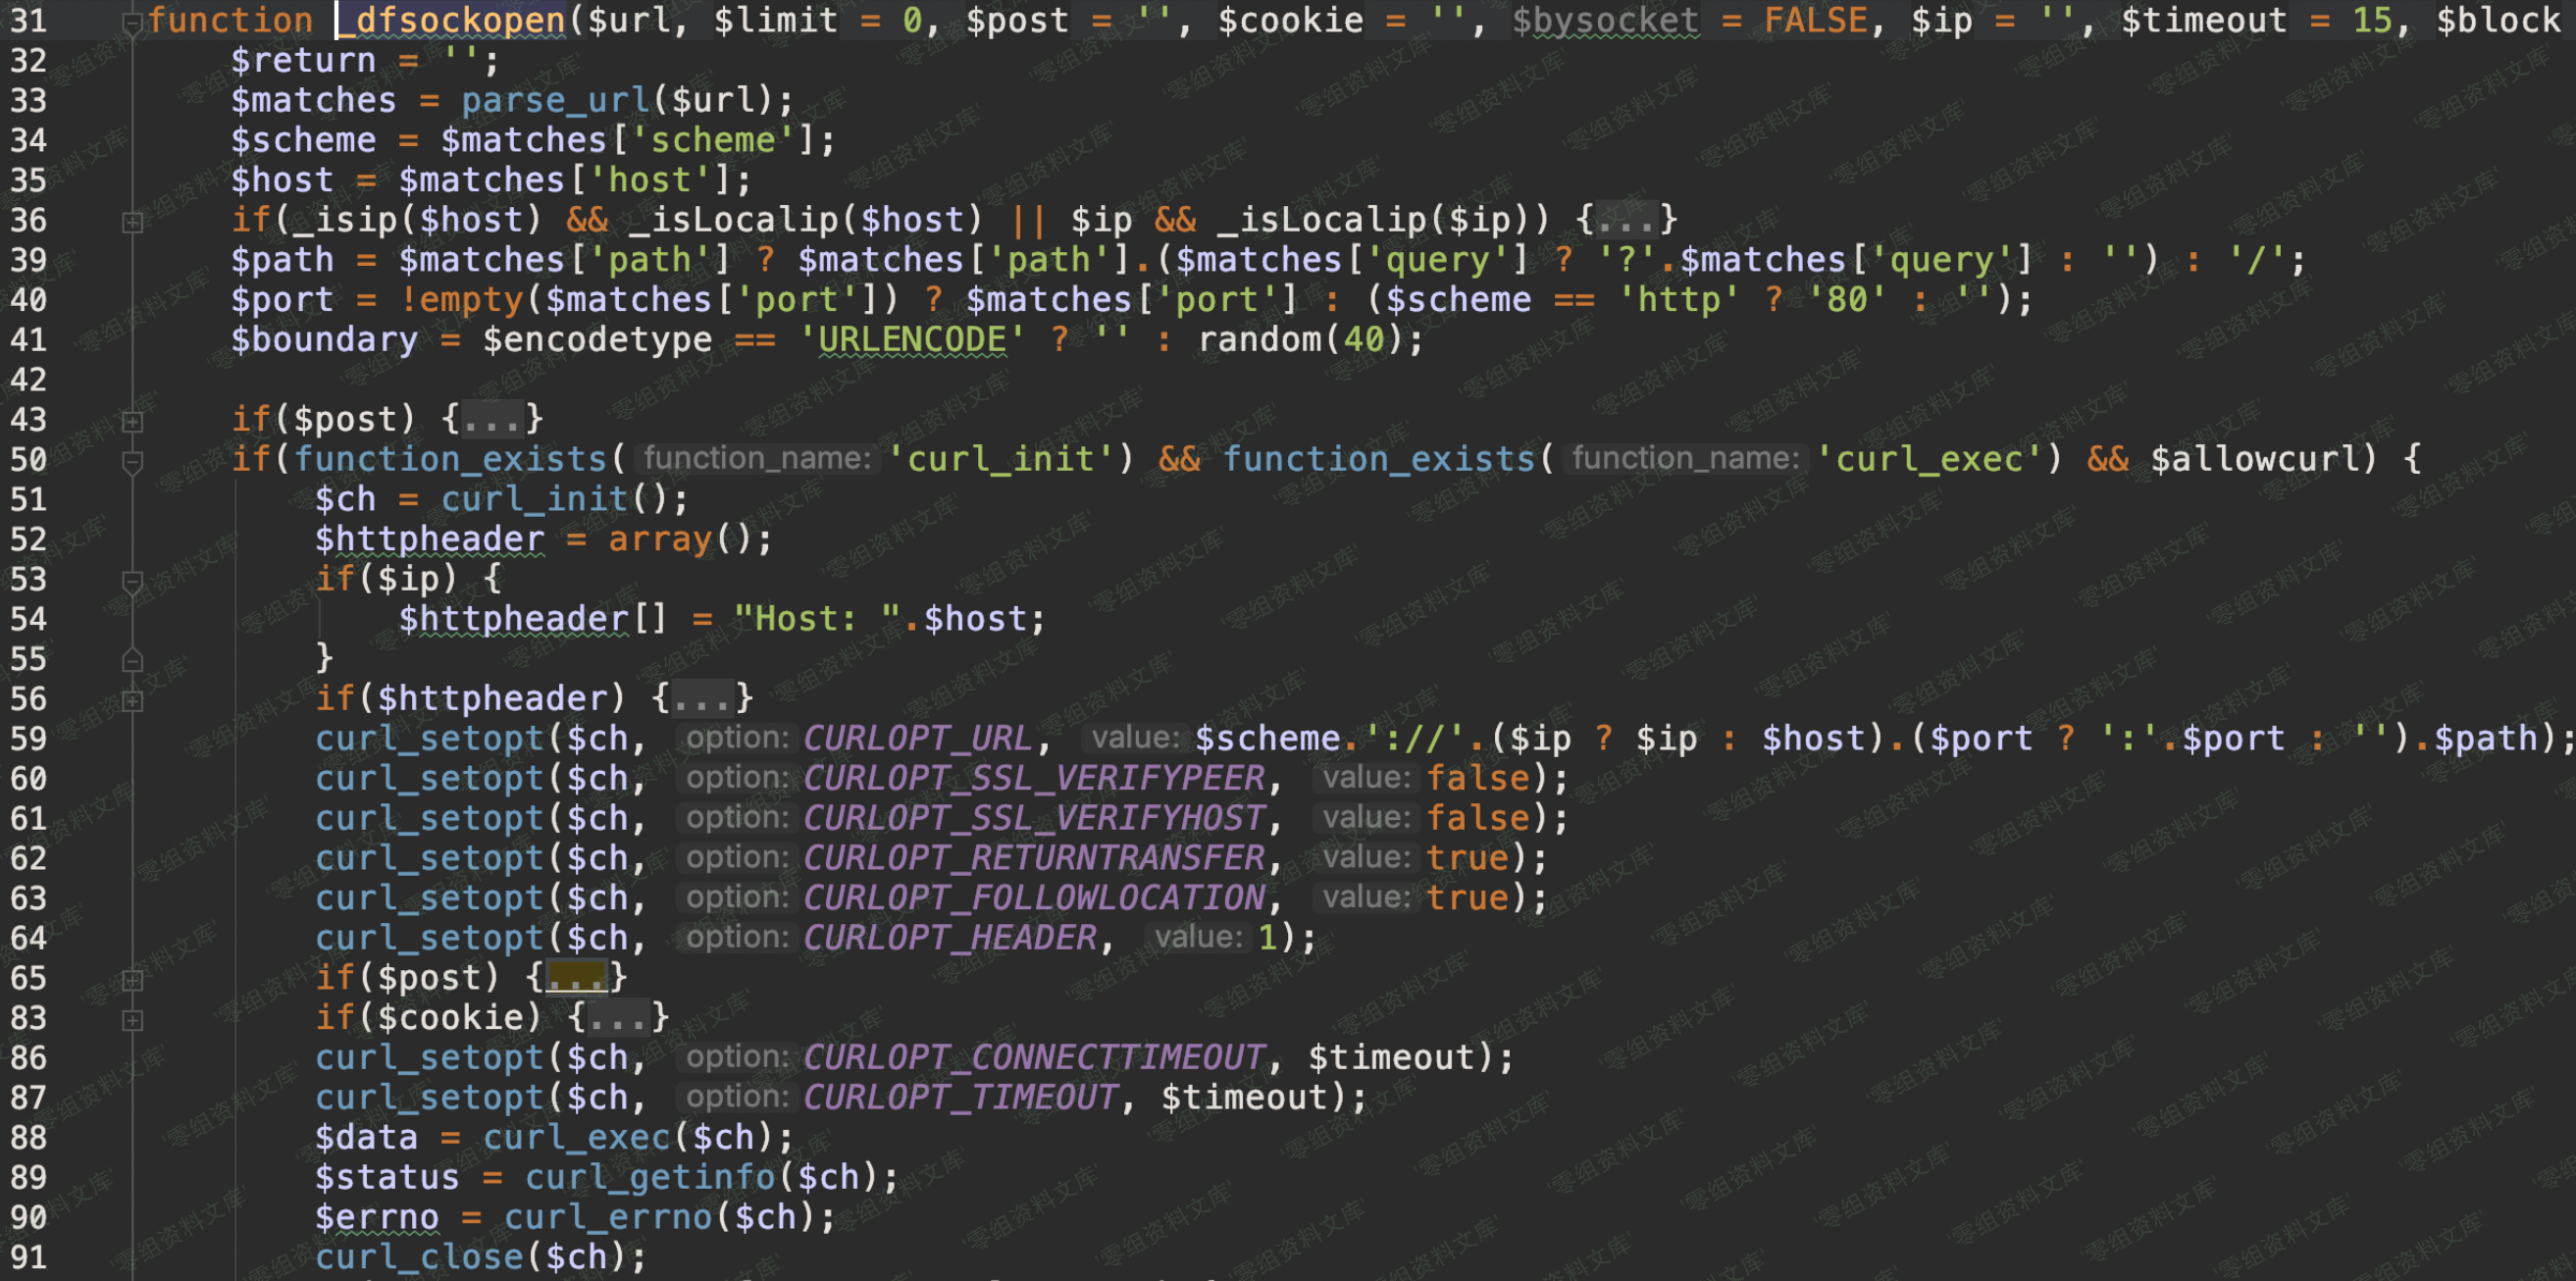 31 function _dfsockopen($url, $limit = 0, $post = '', $cookie = '', $bysocket = FALSE, $ip = '', $timeout = 15, $block
32 $return = '';
33 $matches = parse_url($url);
34 $scheme = $matches['scheme'];
35 $host = $matches['host'];
36 if(_isip($host) && _isLocalip($host) || $ip && _isLocalip($ip)) {...}
39 $path = $matches['path'] ? $matches['path'].($matches['query'] ? '?'.$matches['query'] : '') : '/';
40 $port = !empty($matches['port']) ? $matches['port'] : ($scheme == 'http' ? '80' : '');
41 $boundary = $encodetype == 'URLENCODE' ? '' : random(40);
42
43 if($post) {...}
50 if(function_exists( function_name: 'curl_init') && function_exists( function_name: 'curl_exec') && $allowcurl) {
51 $ch = curl_init();
52 $httpheader = array();
53 if($ip) {
54 $httpheader[] = "Host: ".$host;
55 }
56 if($httpheader) {...}
59 curl_setopt($ch, option: CURLOPT_URL, value: $scheme.'://'.($ip ? $ip : $host).($port ? ':'.$port : '').$path);
60 curl_setopt($ch, option: CURLOPT_SSL_VERIFYPEER, value: false);
61 curl_setopt($ch, option: CURLOPT_SSL_VERIFYHOST, value: false);
62 curl_setopt($ch, option: CURLOPT_RETURNTRANSFER, value: true);
63 curl_setopt($ch, option: CURLOPT_FOLLOWLOCATION, value: true);
64 curl_setopt($ch, option: CURLOPT_HEADER, value: 1);
65 if($post) {...}
83 if($cookie) {...}
86 curl_setopt($ch, option: CURLOPT_CONNECTTIMEOUT, $timeout);
87 curl_setopt($ch, option: CURLOPT_TIMEOUT, $timeout);
88 $data = curl_exec($ch);
89 $status = curl_getinfo($ch);
90 $errno = curl_errno($ch);
91 curl_close($ch);
'零组资料文库'